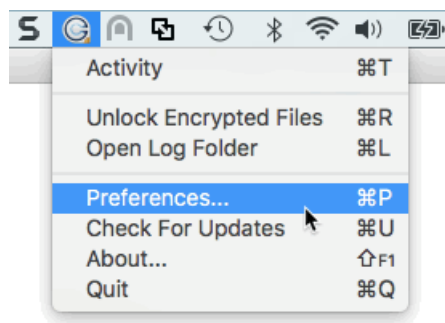 S G
Activity ⌘T
Unlock Encrypted Files ⌘R
Open Log Folder ⌘L
Preferences... ⌘P
Check For Updates ⌘U
About... ⇧F1
Quit ⌘Q